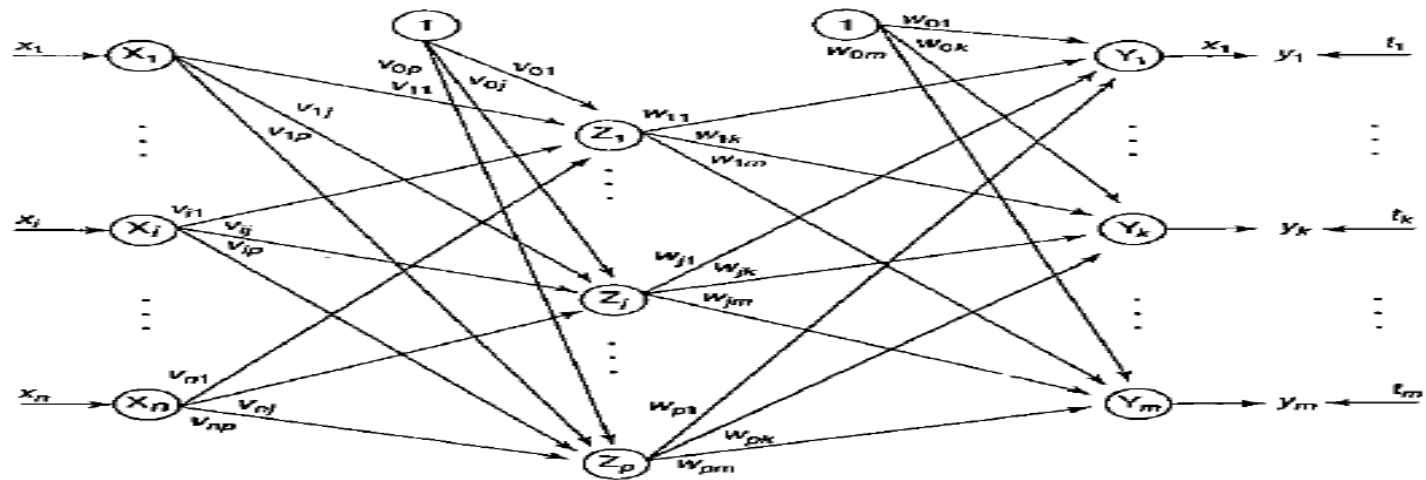 1 1
w01
x1 X1 w0m w0k Y1 x1 y1 t1
v0p v0j v01
v11
v1j
v1p
Z1 w11
w1k
w1m
xi Xi vi1 Yk yk tk
vij
vip
wj1 wjk
Zj wjm
vn1
xn Xn vnj Ym ym tm
vnp
wp1
wpk
Zp wpm